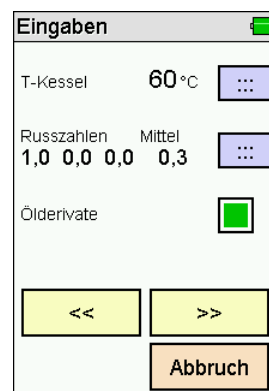 Eingaben
T-Kessel 60 °C :::
Russzahlen Mittel
1,0 0,0 0,0 0,3 :::
Ölderivate
<< >>
Abbruch